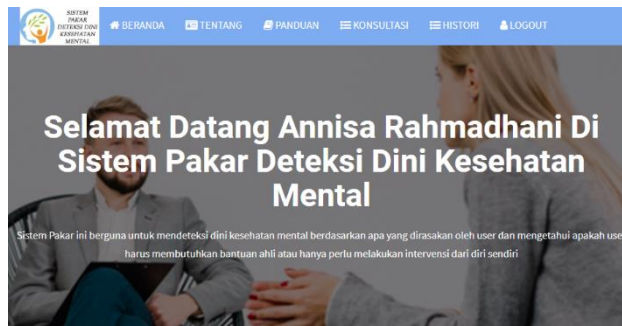 SISTEM
PAKAR
DETEKSI DINI
KESEHATAN
MENTAL
BERANDA TENTANG PANDUAN KONSULTASI HISTORI LOGOUT
Selamat Datang Annisa Rahmadhani Di
Sistem Pakar Deteksi Dini Kesehatan
Mental
Sistem Pakar ini berguna untuk mendeteksi dini kesehatan mental berdasarkan apa yang dirasakan oleh user dan mengetahui apakah use
harus membutuhkan bantuan ahli atau hanya perlu melakukan intervensi dari diri sendiri